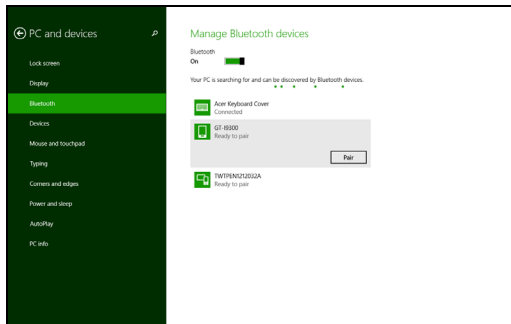 PC and devices
Lock screen
Display
Bluetooth
Devices
Mouse and touchpad
Typing
Corners and edges
Power and sleep
AutoPlay
PC info
Manage Bluetooth devices
Bluetooth
On
Your PC is searching for and can be discovered by Bluetooth devices.
Acer Keyboard Cover
Connected
GT-I9300
Ready to pair
Pair
TWTPEN1212032A
Ready to pair